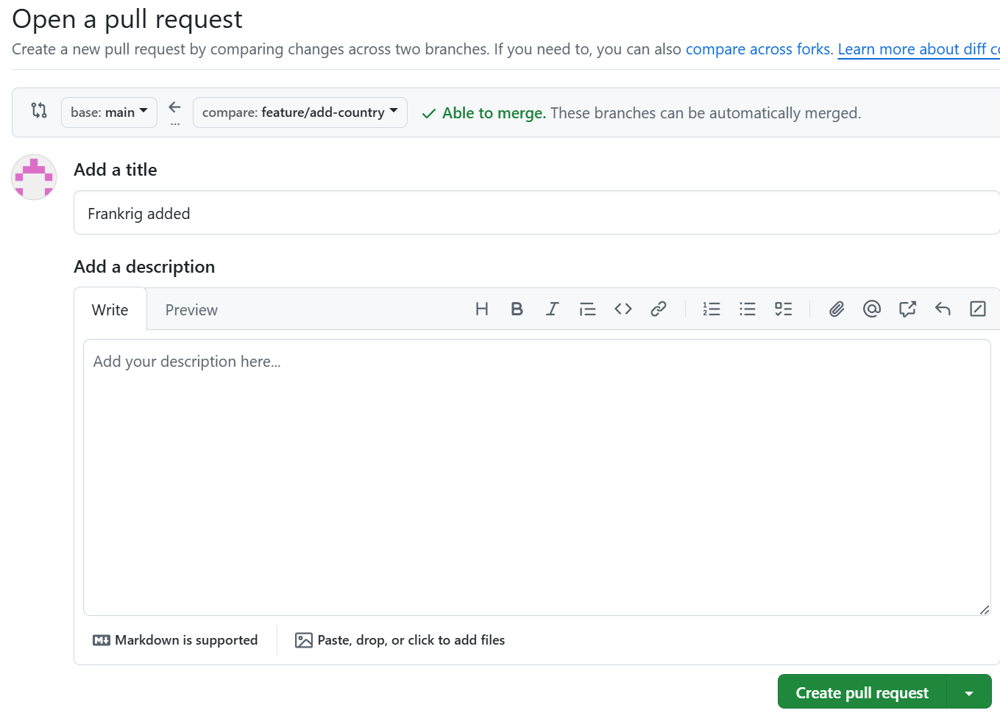 Open a pull request
Create a new pull request by comparing changes across two branches. If you need to, you can also compare across forks. Learn more about diff
base: main
compare: feature/add-country
Able to merge. These branches can be automatically merged.
Add a title
Frankrig added
Add a description
Write
Preview
Add your description here...
Markdown is supported
Paste, drop, or click to add files
Create pull request